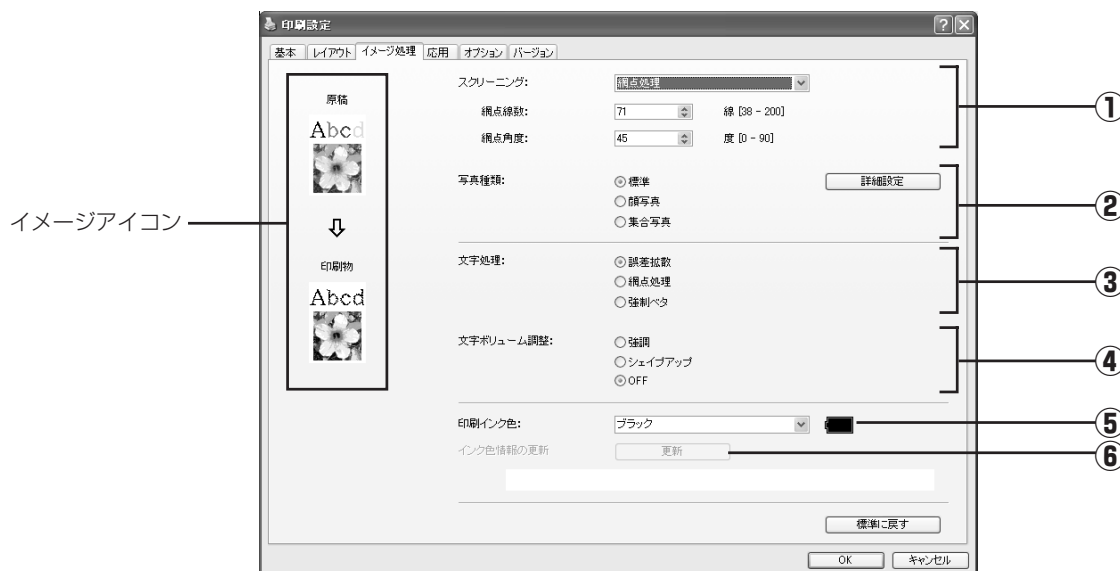 印刷設定
基本 レイアウト イメージ処理 応用 オプション バージョン
イメージアイコン
原稿
Abcd
印刷物
Abcd
スクリーニング: 網点処理
網点線数: 71 線 [38 - 200]
網点角度: 45 度 [0 - 90]
①
写真種類: 標準 詳細設定
顔写真
集合写真
②
文字処理: 誤差拡散
網点処理
強制ベタ
③
文字ボリューム調整: 強調
シェイプアップ
OFF
④
印刷インク色: ブラック
⑤
インク色情報の更新 更新
⑥
標準に戻す
OK キャンセル